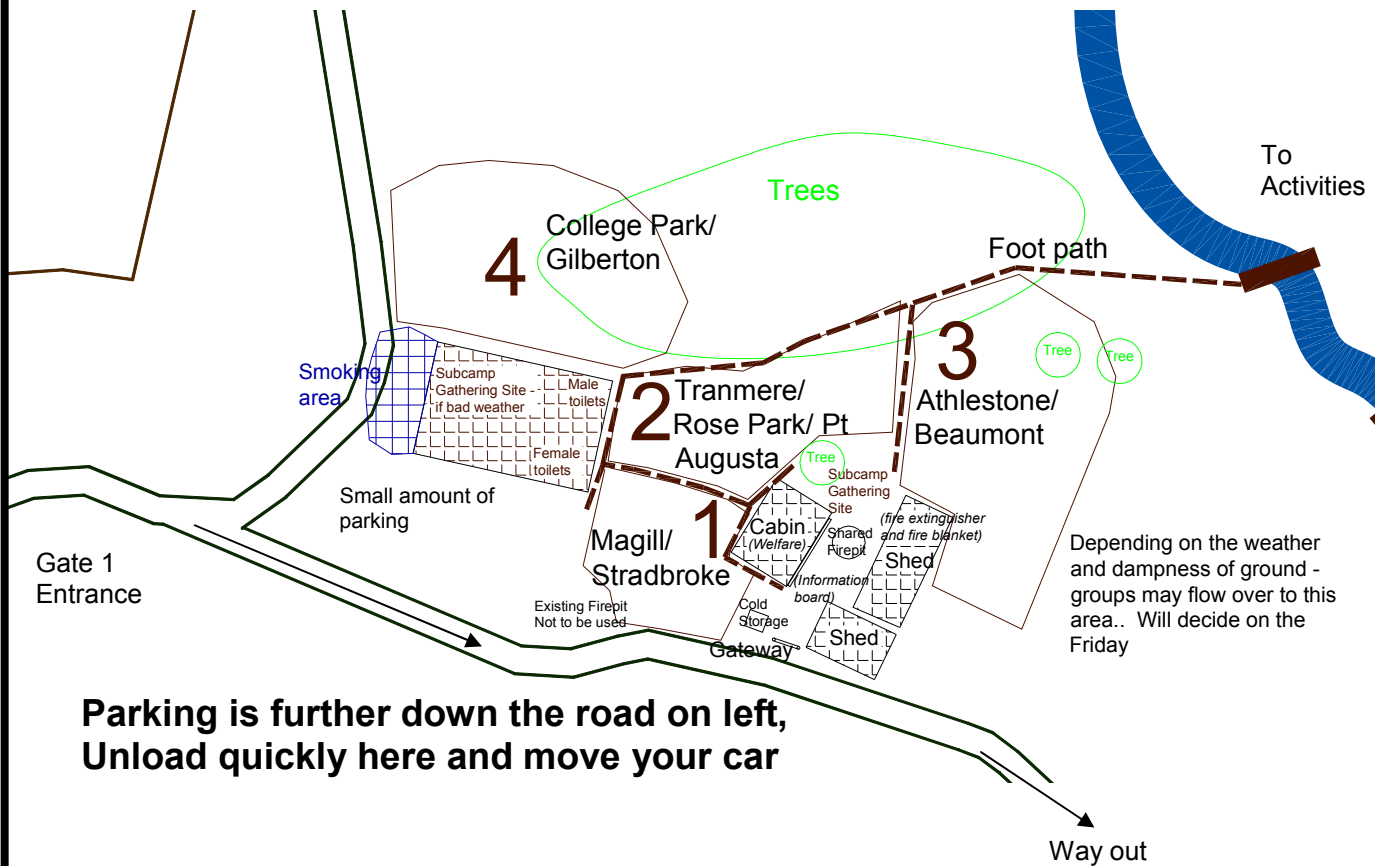 To
Activities
Trees
College Park/
Gilberton
4
Foot path
Smoking
area
Subcamp
Gathering Site
if bad weather
Male
toilets
Female
toilets
2
Tranmere/
Rose Park/ Pt
Augusta
3
Tree
Tree
Athlestone/
Beaumont
Tree
Subcamp
Gathering
Site
Small amount of
parking
1
Magill/
Stradbroke
Cabin
(Welfare)
Shared
Firepit
(fire extinguisher
and fire blanket)
Shed
(Information
board)
Depending on the weather
and dampness of ground -
groups may flow over to this
area.. Will decide on the
Friday
Gate 1
Entrance
Existing Firepit
Not to be used
Cold
Storage
Shed
Gateway
Parking is further down the road on left,
Unload quickly here and move your car
Way out